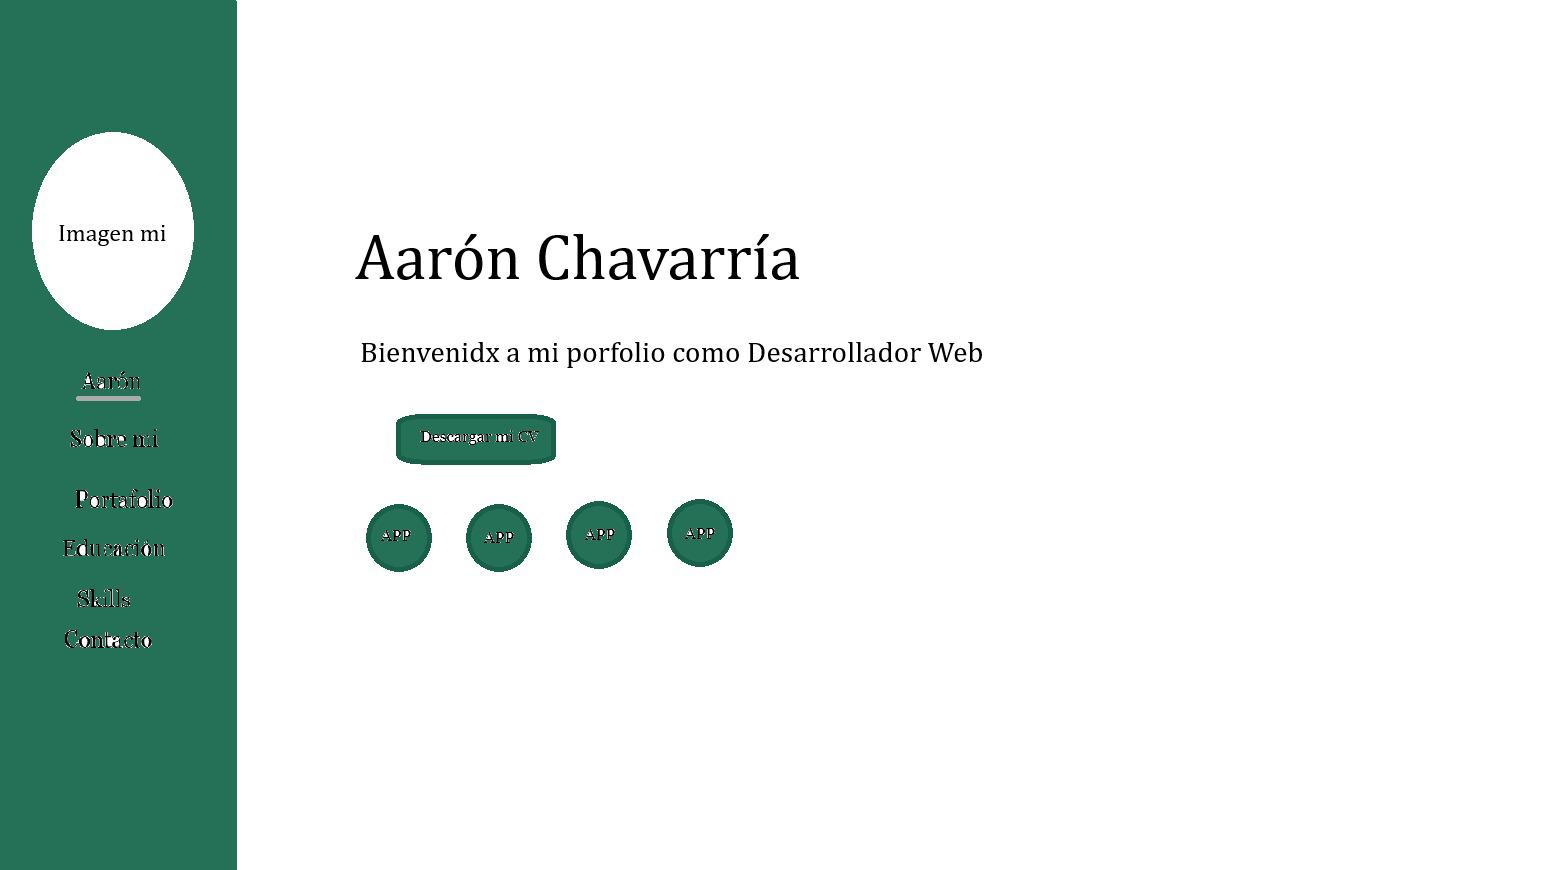 Imagen mi
Aarón
Sobre mi
Portafolio
Educación
Skills
Contacto
Aarón Chavarría
Bienvenidx a mi porfolio como Desarrollador Web
Descargar mi CV
APP APP APP APP